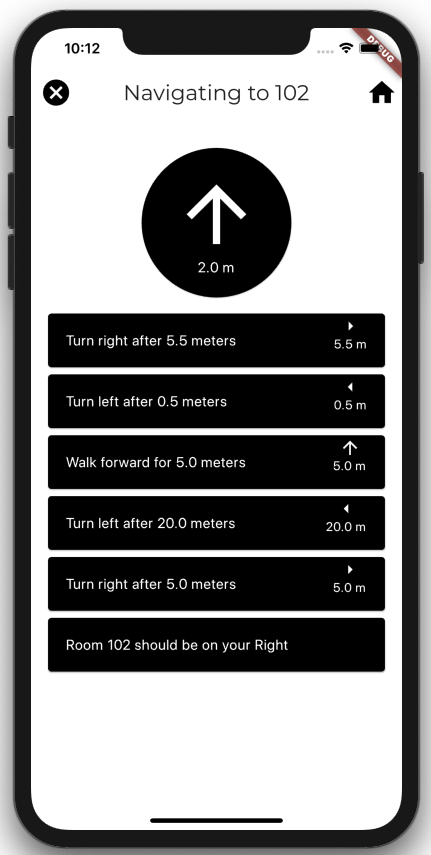 10:12
DEBUG
Navigating to 102
2.0 m
Turn right after 5.5 meters
5.5 m
Turn left after 0.5 meters
0.5 m
Walk forward for 5.0 meters
5.0 m
Turn left after 20.0 meters
20.0 m
Turn right after 5.0 meters
5.0 m
Room 102 should be on your Right